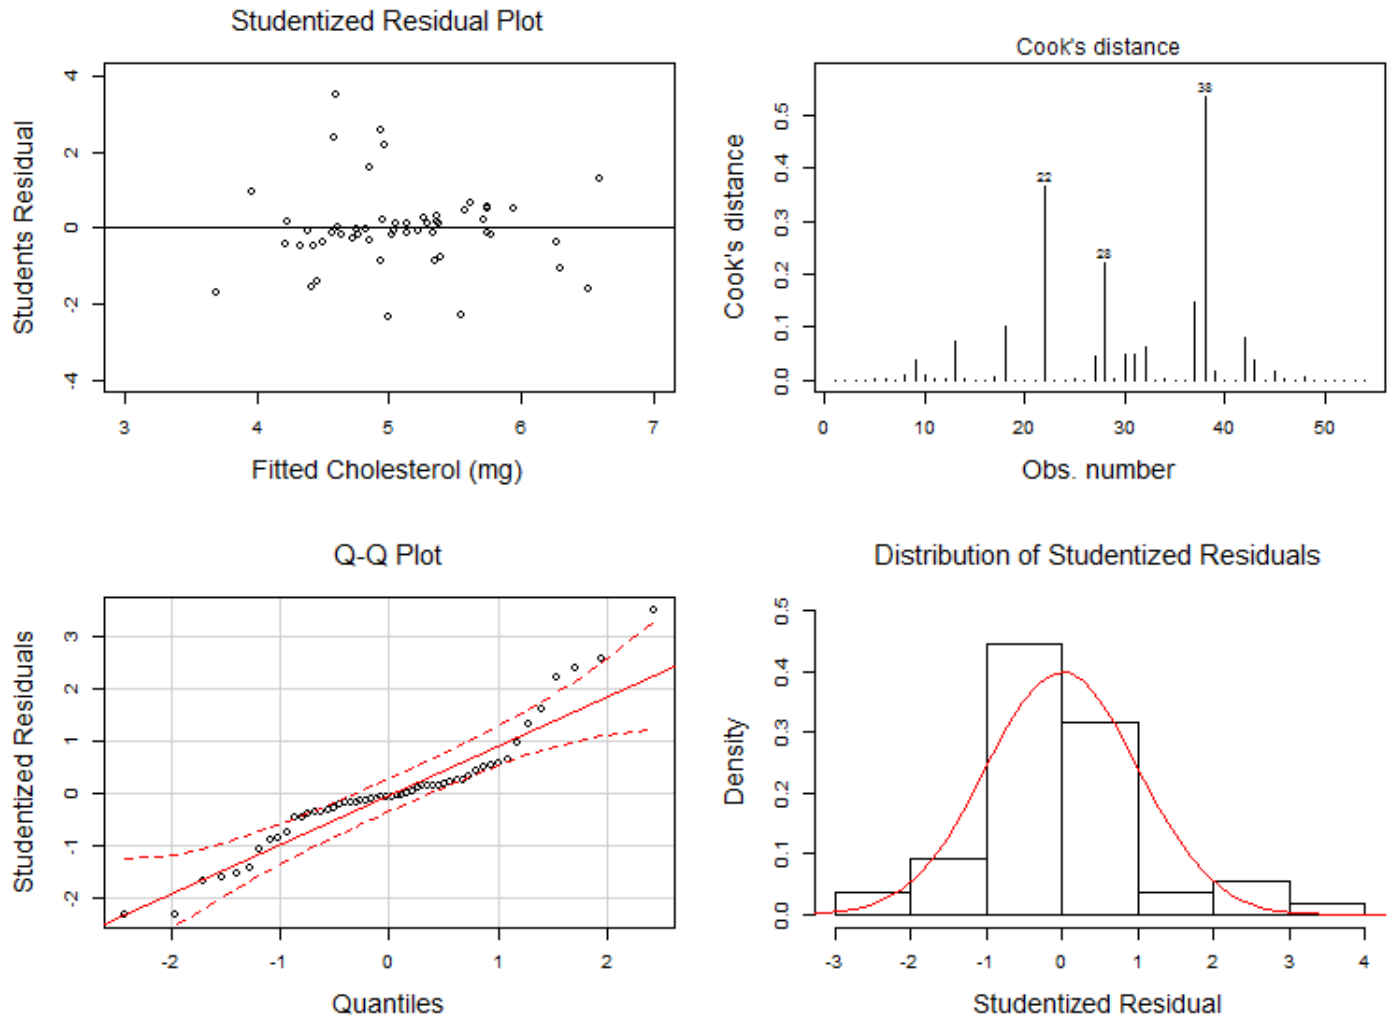 Studentized Residual Plot
Students Residual
4
2
0
-2
-4
3 4 5 6 7
Fitted Cholesterol (mg)
Cook's distance
Cook's distance
0.5
0.4
0.3
0.2
0.1
0.0
38
22
28
0 10 20 30 40 50
Obs. number
Q-Q Plot
Studentized Residuals
3
2
1
0
-1
-2
-2 -1 0 1 2
Quantiles
Distribution of Studentized Residuals
Density
0.5
0.4
0.3
0.2
0.1
0.0
-3 -2 -1 0 1 2 3 4
Studentized Residual